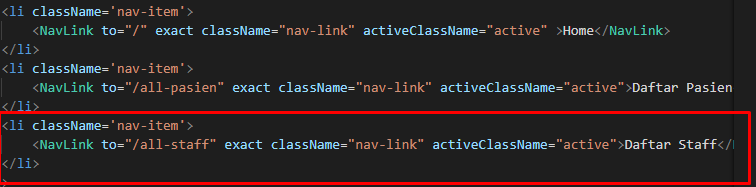 <li className='nav-item'>
<NavLink to="/" exact className="nav-link" activeClassName="active" >Home</NavLink>
</li>
<li className='nav-item'>
<NavLink to="/all-pasien" exact className="nav-link" activeClassName="active">Daftar Pasien
</li>
<li className='nav-item'>
<NavLink to="/all-staff" exact className="nav-link" activeClassName="active">Daftar Staff</
</li>
>